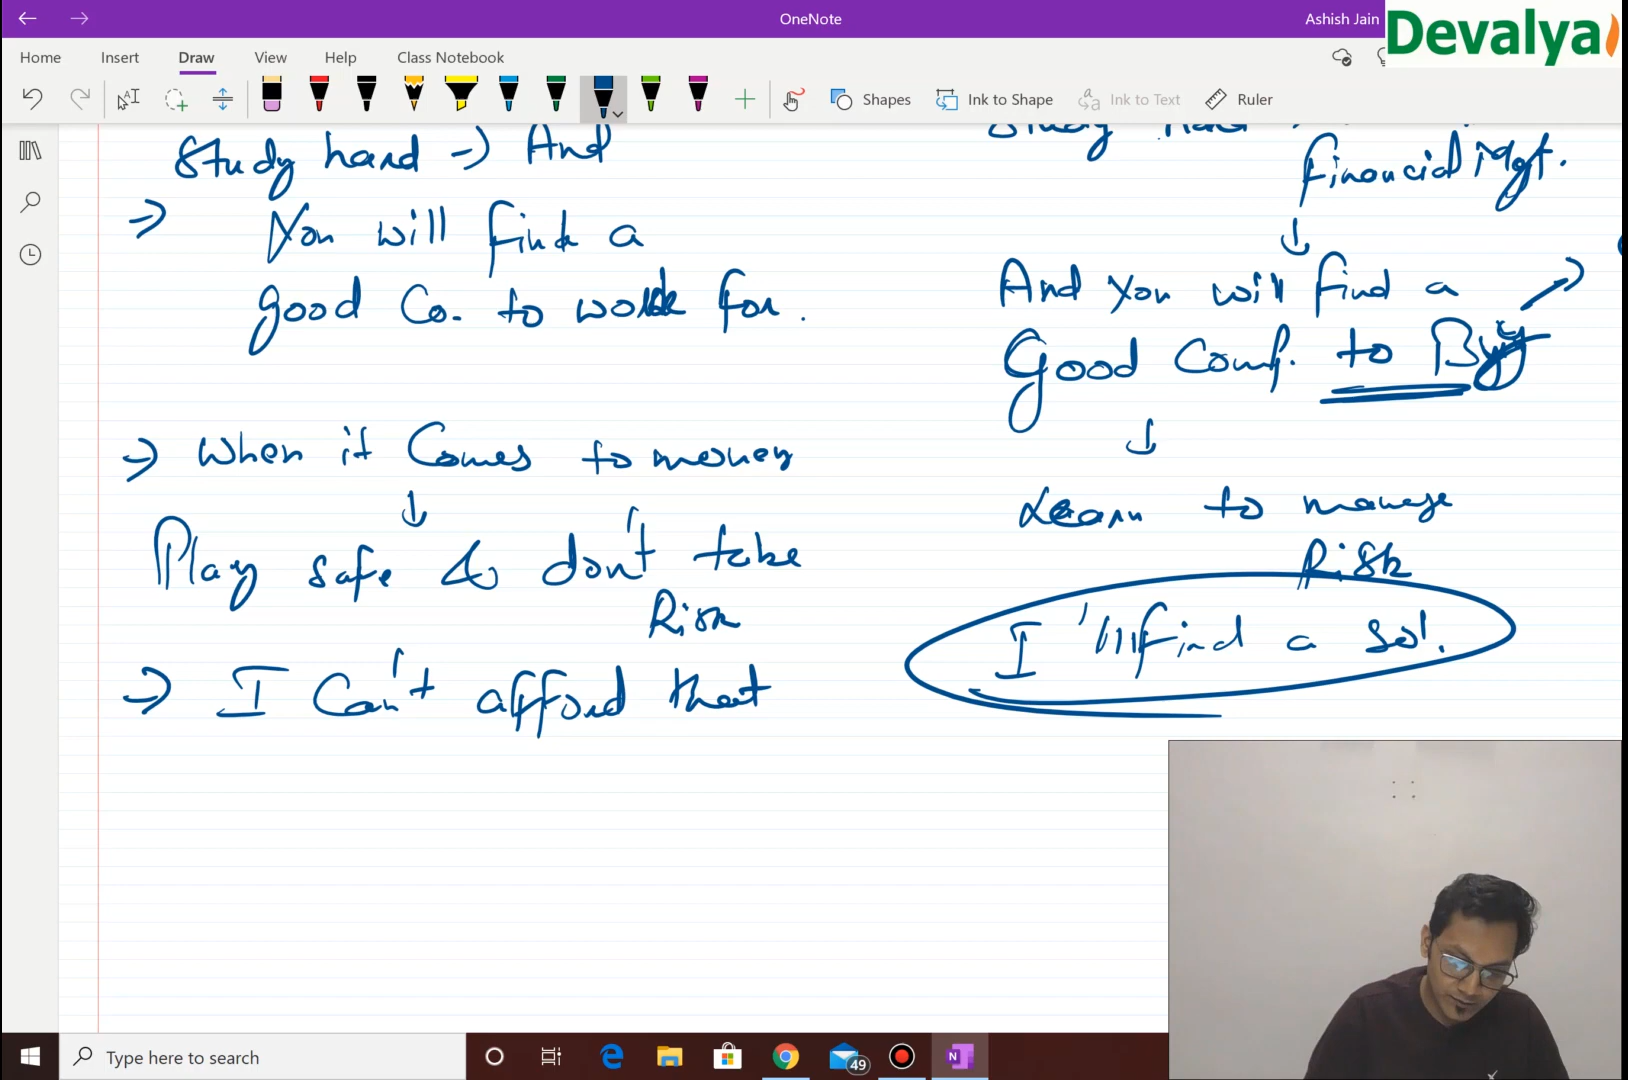 OneNote
Ashish Jain
Devalya
Home Insert Draw View Help Class Notebook
Shapes Ink to Shape Ink to Text Ruler
Study hard → And
⇒ You will find a
good Co. to work for.
⇒ When it Comes to money
↓
Play safe & don't take
Risk
⇒ I Can't afford that
Study hard
Financial Mgt.
↓
And You will find a
Good Comp. to Buy
↓
Learn to manage
Risk
I 'll find a sol.
Type here to search
49
N